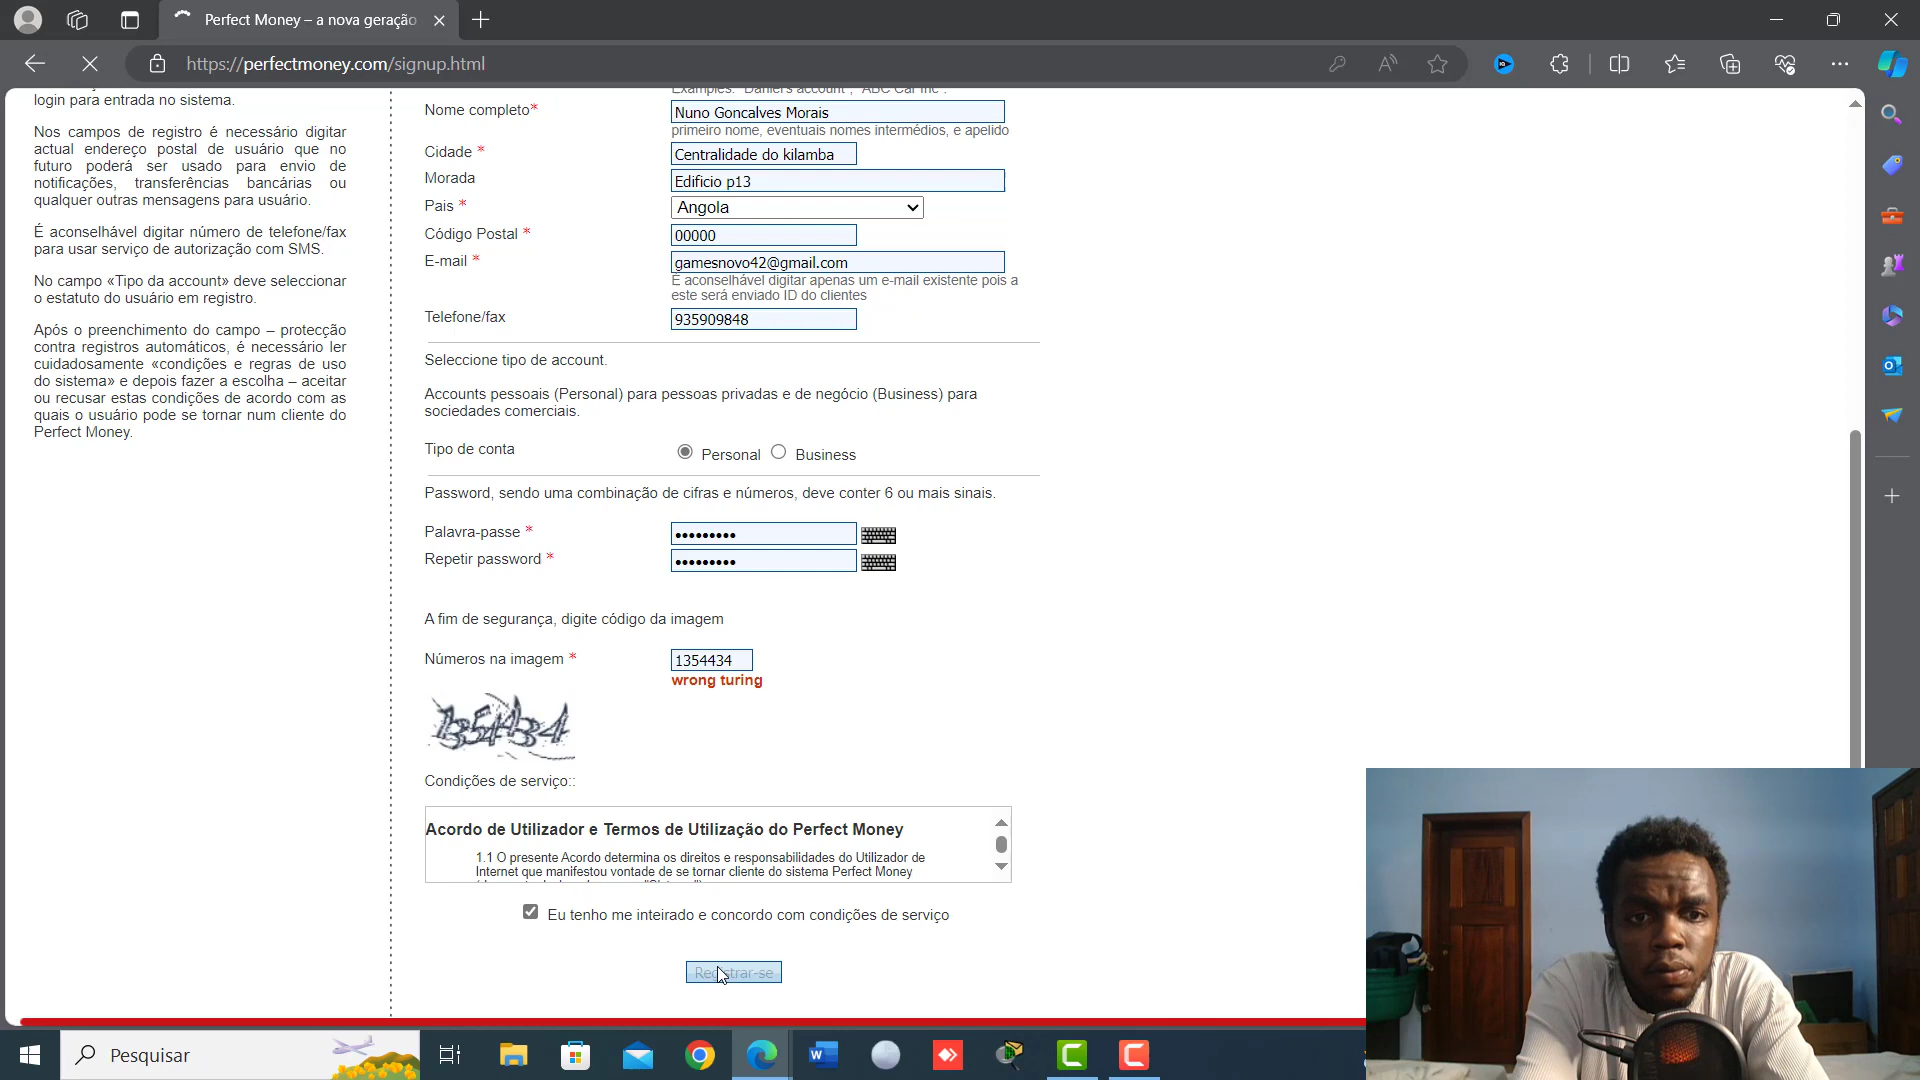 Perfect Money – a nova geração
https://perfectmoney.com/signup.html
login para entrada no sistema.
Nos campos de registro é necessário digitar
actual endereço postal de usuário que no
futuro poderá ser usado para envio de
notificações, transferências bancárias ou
qualquer outras mensagens para usuário.
É aconselhável digitar número de telefone/fax
para usar serviço de autorização com SMS.
No campo «Tipo da account» deve seleccionar
o estatuto do usuário em registro.
Após o preenchimento do campo – protecção
contra registros automáticos, é necessário ler
cuidadosamente «condições e regras de uso
do sistema» e depois fazer a escolha – aceitar
ou recusar estas condições de acordo com as
quais o usuário pode se tornar num cliente do
Perfect Money.
Examples: "Daniel's account", "ABC Car Inc".
Nome completo* Nuno Goncalves Morais
primeiro nome, eventuais nomes intermédios, e apelido
Cidade * Centralidade do kilamba
Morada Edificio p13
Pais * Angola
Código Postal * 00000
E-mail * gamesnovo42@gmail.com
É aconselhável digitar apenas um e-mail existente pois a
este será enviado ID do clientes
Telefone/fax 935909848
Seleccione tipo de account.
Accounts pessoais (Personal) para pessoas privadas e de negócio (Business) para
sociedades comerciais.
Tipo de conta Personal Business
Password, sendo uma combinação de cifras e números, deve conter 6 ou mais sinais.
Palavra-passe * •••••••••
Repetir password * •••••••••
A fim de segurança, digite código da imagem
Números na imagem * 1354434
wrong turing
Condições de serviço::
Acordo de Utilizador e Termos de Utilização do Perfect Money
1.1 O presente Acordo determina os direitos e responsabilidades do Utilizador de
Internet que manifestou vontade de se tornar cliente do sistema Perfect Money
Eu tenho me inteirado e concordo com condições de serviço
Registrar-se
Pesquisar